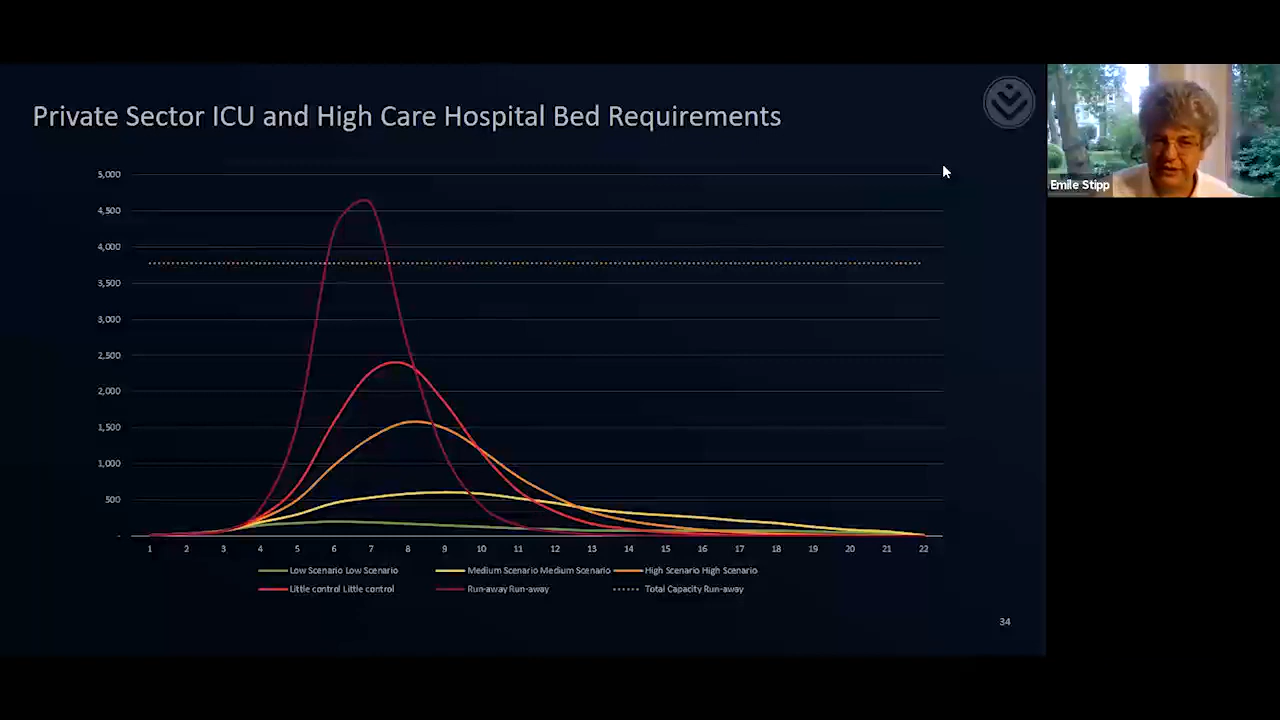 Private Sector ICU and High Care Hospital Bed Requirements
Emile Stipp
5,000
4,500
4,000
3,500
3,000
2,500
2,000
1,500
1,000
500
-
1 2 3 4 5 6 7 8 9 10 11 12 13 14 15 16 17 18 19 20 21 22
Low Scenario Low Scenario Medium Scenario Medium Scenario High Scenario High Scenario
Little control Little control Run-away Run-away Total Capacity Run-away
34